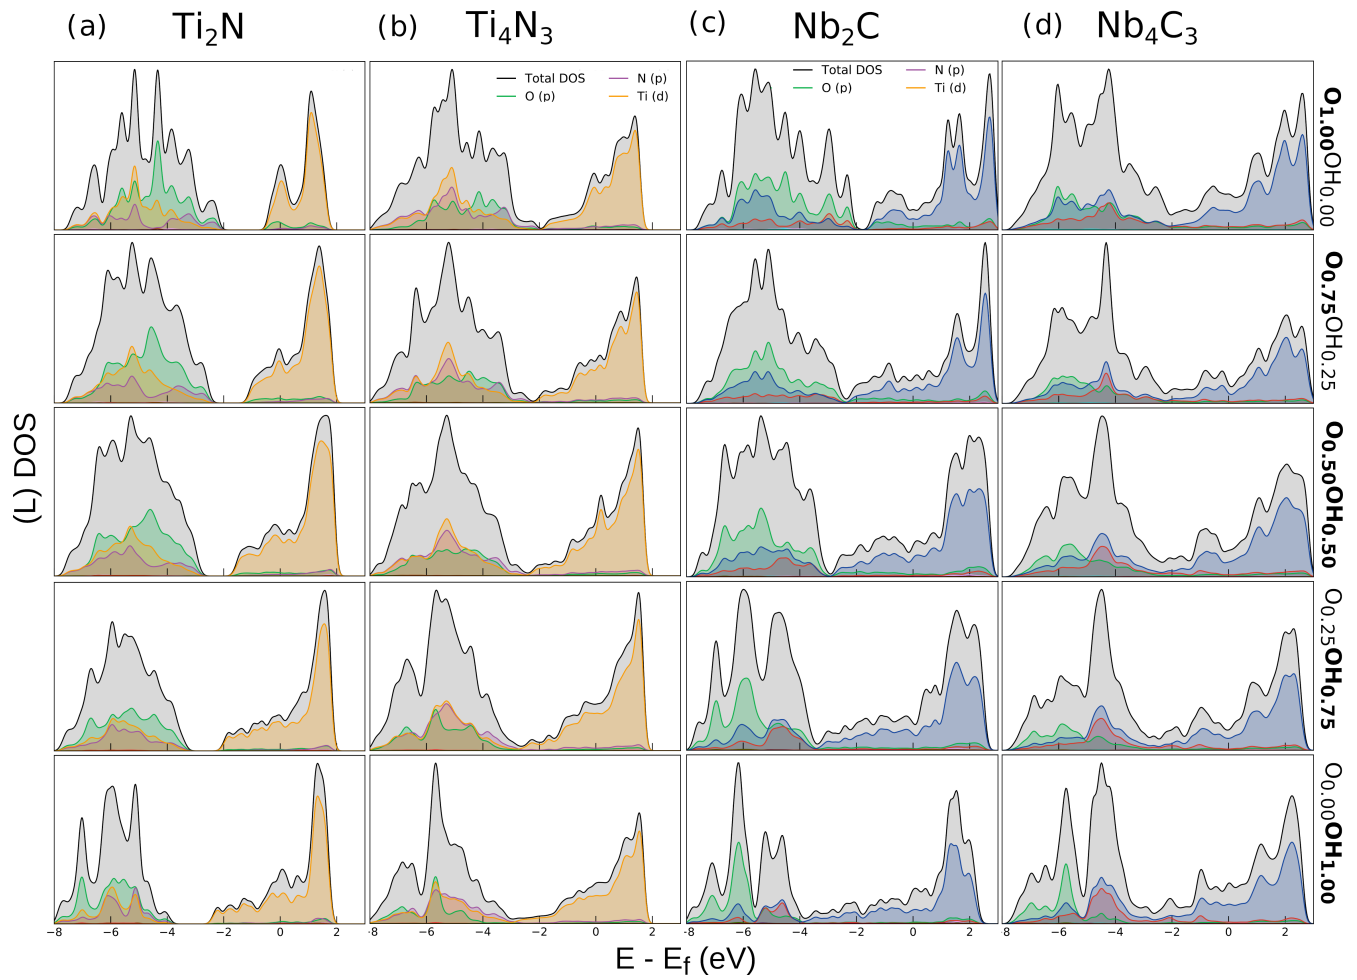 (a) Ti₂N (b) Ti₄N₃ (c) Nb₂C (d) Nb₄C₃
Total DOS N (p)
O (p) Ti (d)
Total DOS N (p)
O (p) Ti (d)
O₁.₀₀OH₀.₀₀
O₀.₇₅OH₀.₂₅
O₀.₅₀OH₀.₅₀
O₀.₂₅OH₀.₇₅
O₀.₀₀OH₁.₀₀
(L) DOS
−8 −6 −4 −2 0 2 −8 −6 −4 −2 0 2 −8 −6 −4 −2 0 2 −8 −6 −4 −2 0 2
E - E_f (eV)